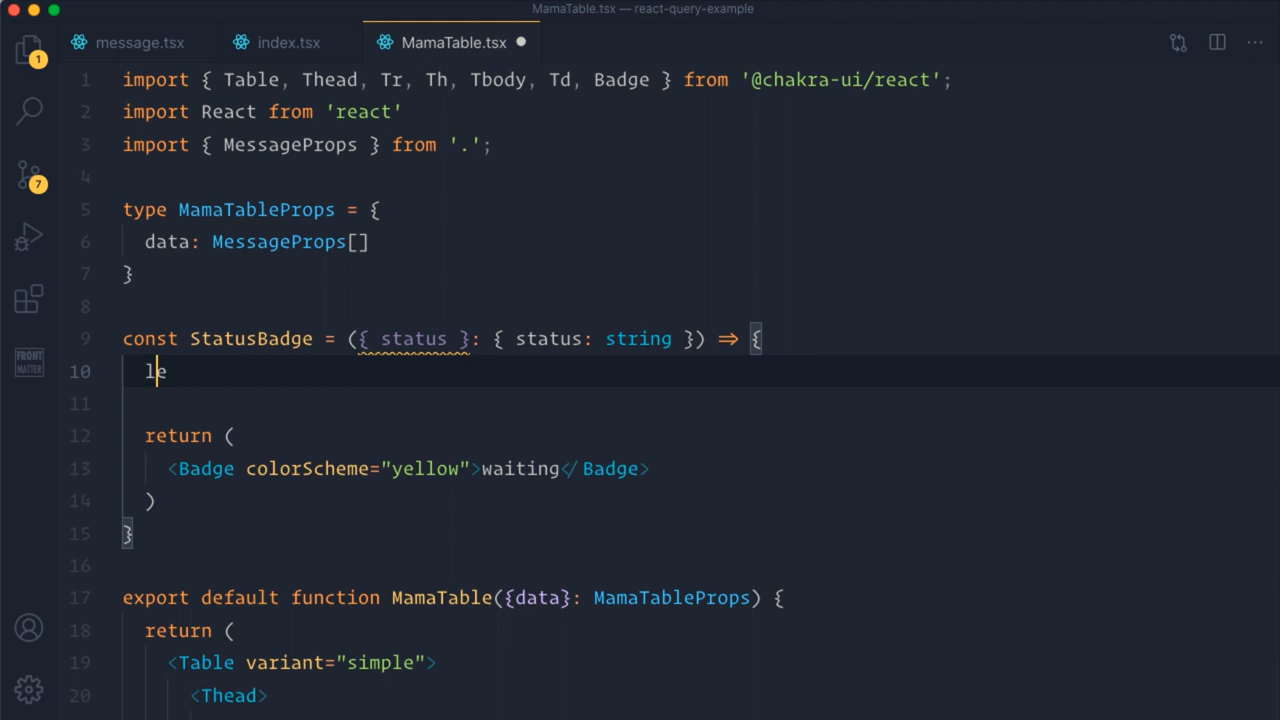 MamaTable.tsx — react-query-example
message.tsx
index.tsx
MamaTable.tsx
1
7
FRONT
MATTER
1 import { Table, Thead, Tr, Th, Tbody, Td, Badge } from '@chakra-ui/react';
2 import React from 'react'
3 import { MessageProps } from '.';
4
5 type MamaTableProps = {
6 data: MessageProps[]
7 }
8
9 const StatusBadge = ({ status }: { status: string }) => {
10 le
11
12 return (
13 <Badge colorScheme="yellow">waiting</Badge>
14 )
15 }
16
17 export default function MamaTable({data}: MamaTableProps) {
18 return (
19 <Table variant="simple">
20 <Thead>